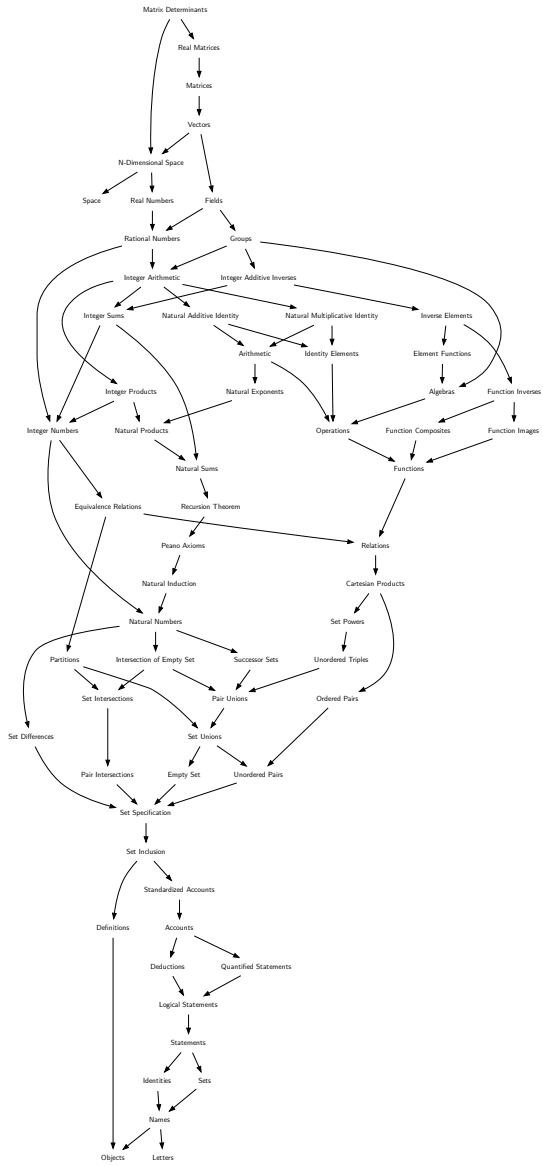 Matrix Determinants
Real Matrices
Matrices
Vectors
N-Dimensional Space
Space
Real Numbers
Fields
Rational Numbers
Groups
Integer Arithmetic
Integer Additive Inverses
Integer Sums
Natural Additive Identity
Natural Multiplicative Identity
Inverse Elements
Arithmetic
Identity Elements
Element Functions
Integer Products
Natural Exponents
Algebras
Function Inverses
Integer Numbers
Natural Products
Operations
Function Composites
Function Images
Natural Sums
Functions
Equivalence Relations
Recursion Theorem
Peano Axioms
Relations
Natural Induction
Cartesian Products
Natural Numbers
Set Powers
Partitions
Intersection of Empty Set
Successor Sets
Unordered Triples
Set Intersections
Pair Unions
Ordered Pairs
Set Differences
Set Unions
Pair Intersections
Empty Set
Unordered Pairs
Set Specification
Set Inclusion
Standardized Accounts
Definitions
Accounts
Deductions
Quantified Statements
Logical Statements
Statements
Identities
Sets
Names
Objects
Letters